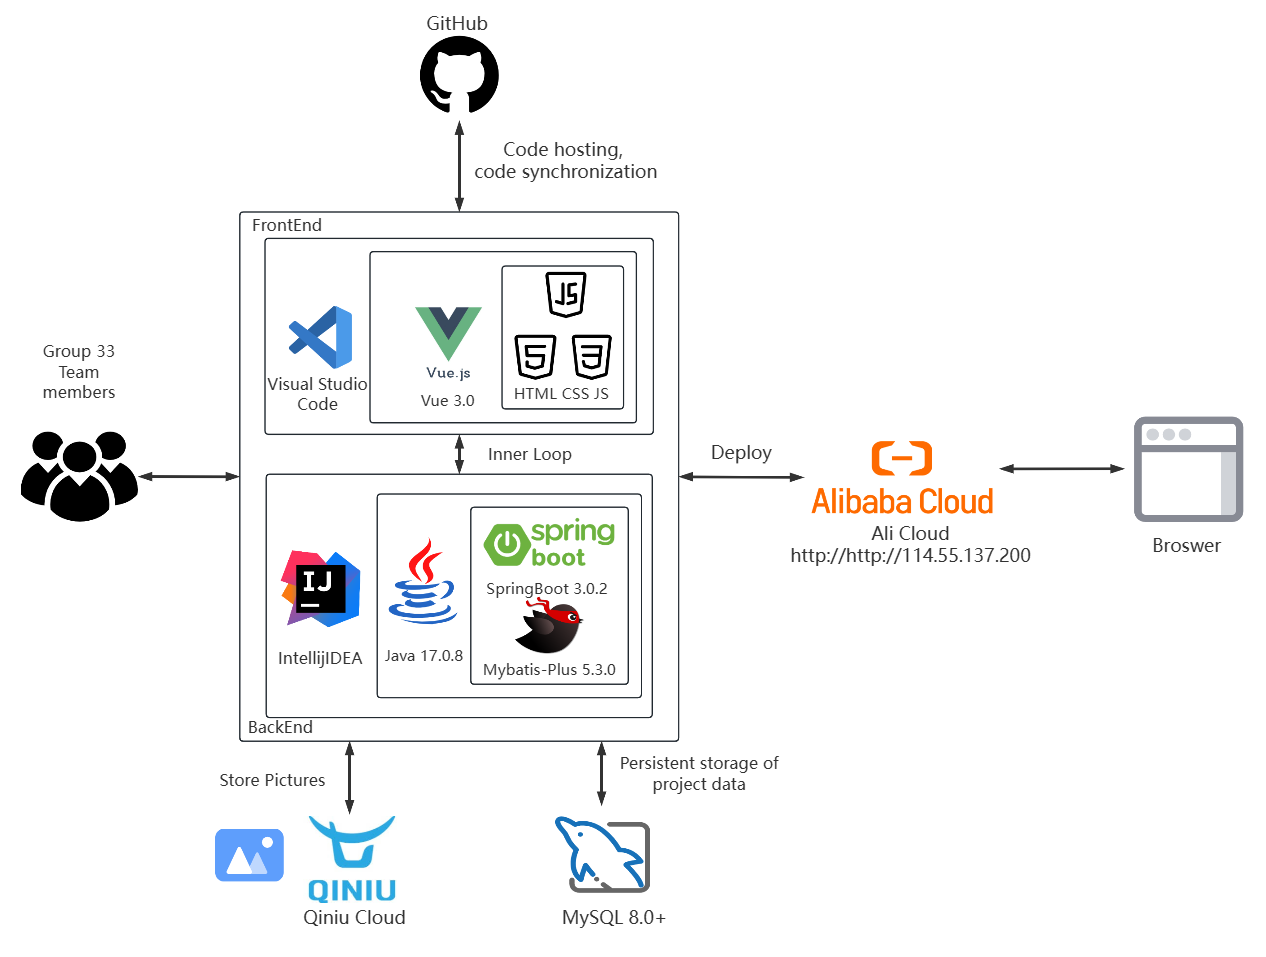 GitHub
Code hosting,
code synchronization
FrontEnd
JS
Vue.js
Visual Studio
Code
Vue 3.0
HTML CSS JS
Group 33
Team
members
Inner Loop
Deploy
Alibaba Cloud
Ali Cloud
http://http://114.55.137.200
Broswer
spring
boot
SpringBoot 3.0.2
IJ
IntellijIDEA
Java 17.0.8
Mybatis-Plus 5.3.0
BackEnd
Store Pictures
Persistent storage of
project data
QINIU
Qiniu Cloud
MySQL 8.0+